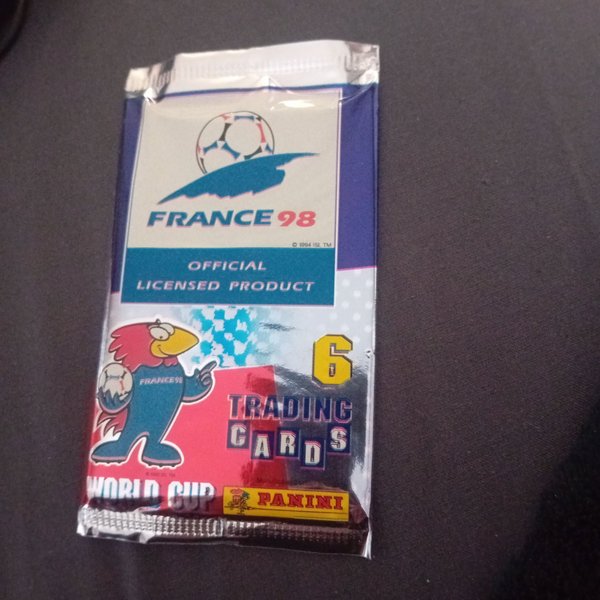 FRANCE 98
© 1994 ISL TM
OFFICIAL
LICENSED PRODUCT
FRANCE98
6
TRADING
CARDS
WORLD CUP
PANINI